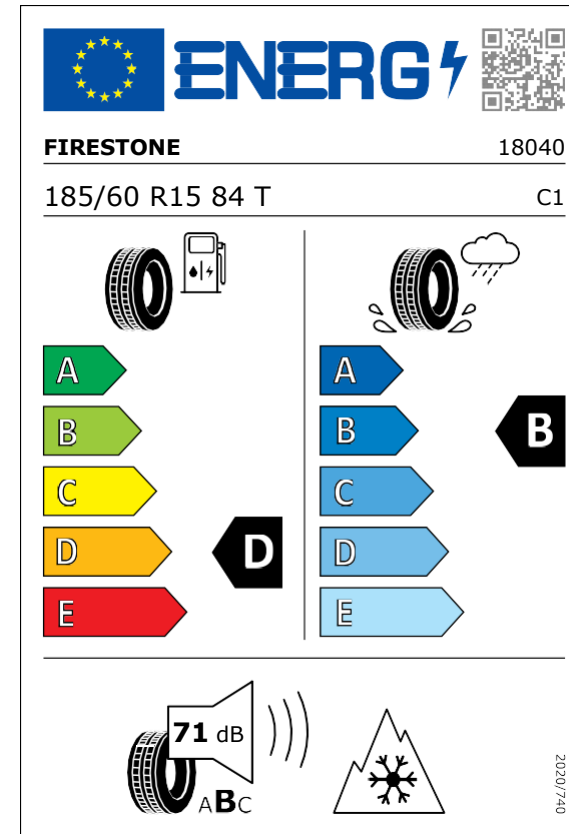 ENERG
FIRESTONE 18040
185/60 R15 84 T C1
A A
B B B
C C
D D D
E E
71 dB
ABC
2020/740